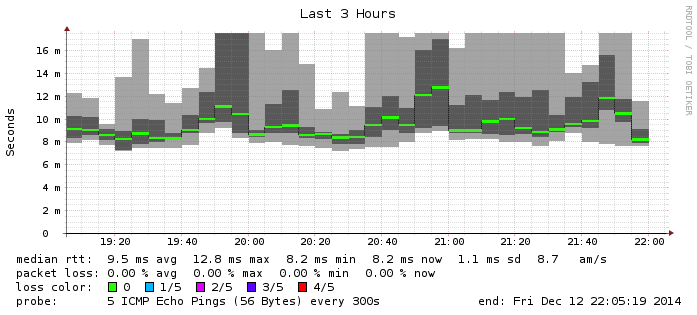 Last 3 Hours
RRDTOOL / TOBI OETIKER
Seconds
16 m
14 m
12 m
10 m
8 m
6 m
4 m
2 m
0
19:20 19:40 20:00 20:20 20:40 21:00 21:20 21:40 22:00
median rtt: 9.5 ms avg 12.8 ms max 8.2 ms min 8.2 ms now 1.1 ms sd 8.7 am/s
packet loss: 0.00 % avg 0.00 % max 0.00 % min 0.00 % now
loss color: 0 1/5 2/5 3/5 4/5
probe: 5 ICMP Echo Pings (56 Bytes) every 300s end: Fri Dec 12 22:05:19 2014